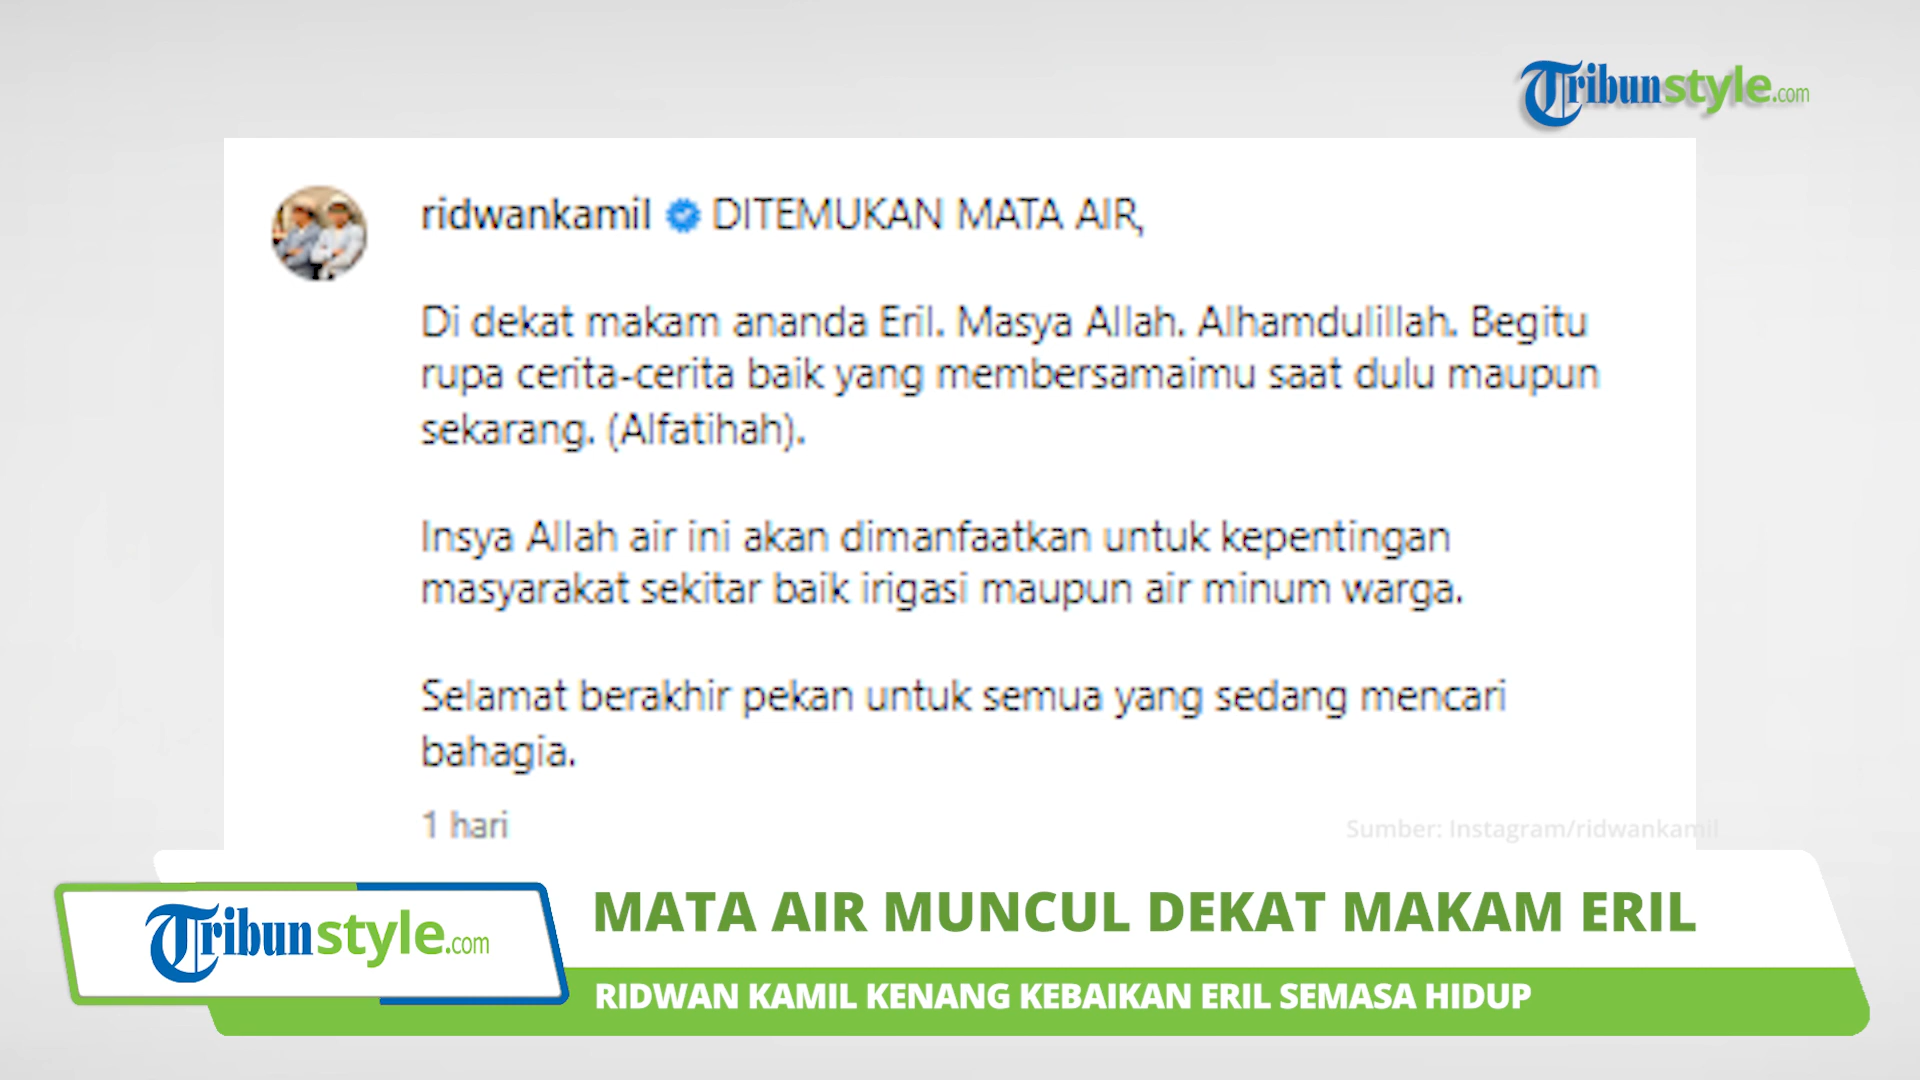 Tribunstyle.com
ridwankamil DITEMUKAN MATA AIR,
Di dekat makam ananda Eril. Masya Allah. Alhamdulillah. Begitu
rupa cerita-cerita baik yang membersamaimu saat dulu maupun
sekarang. (Alfatihah).
Insya Allah air ini akan dimanfaatkan untuk kepentingan
masyarakat sekitar baik irigasi maupun air minum warga.
Selamat berakhir pekan untuk semua yang sedang mencari
bahagia.
1 hari
Sumber: Instagram/ridwankamil
Tribunstyle.com
MATA AIR MUNCUL DEKAT MAKAM ERIL
RIDWAN KAMIL KENANG KEBAIKAN ERIL SEMASA HIDUP